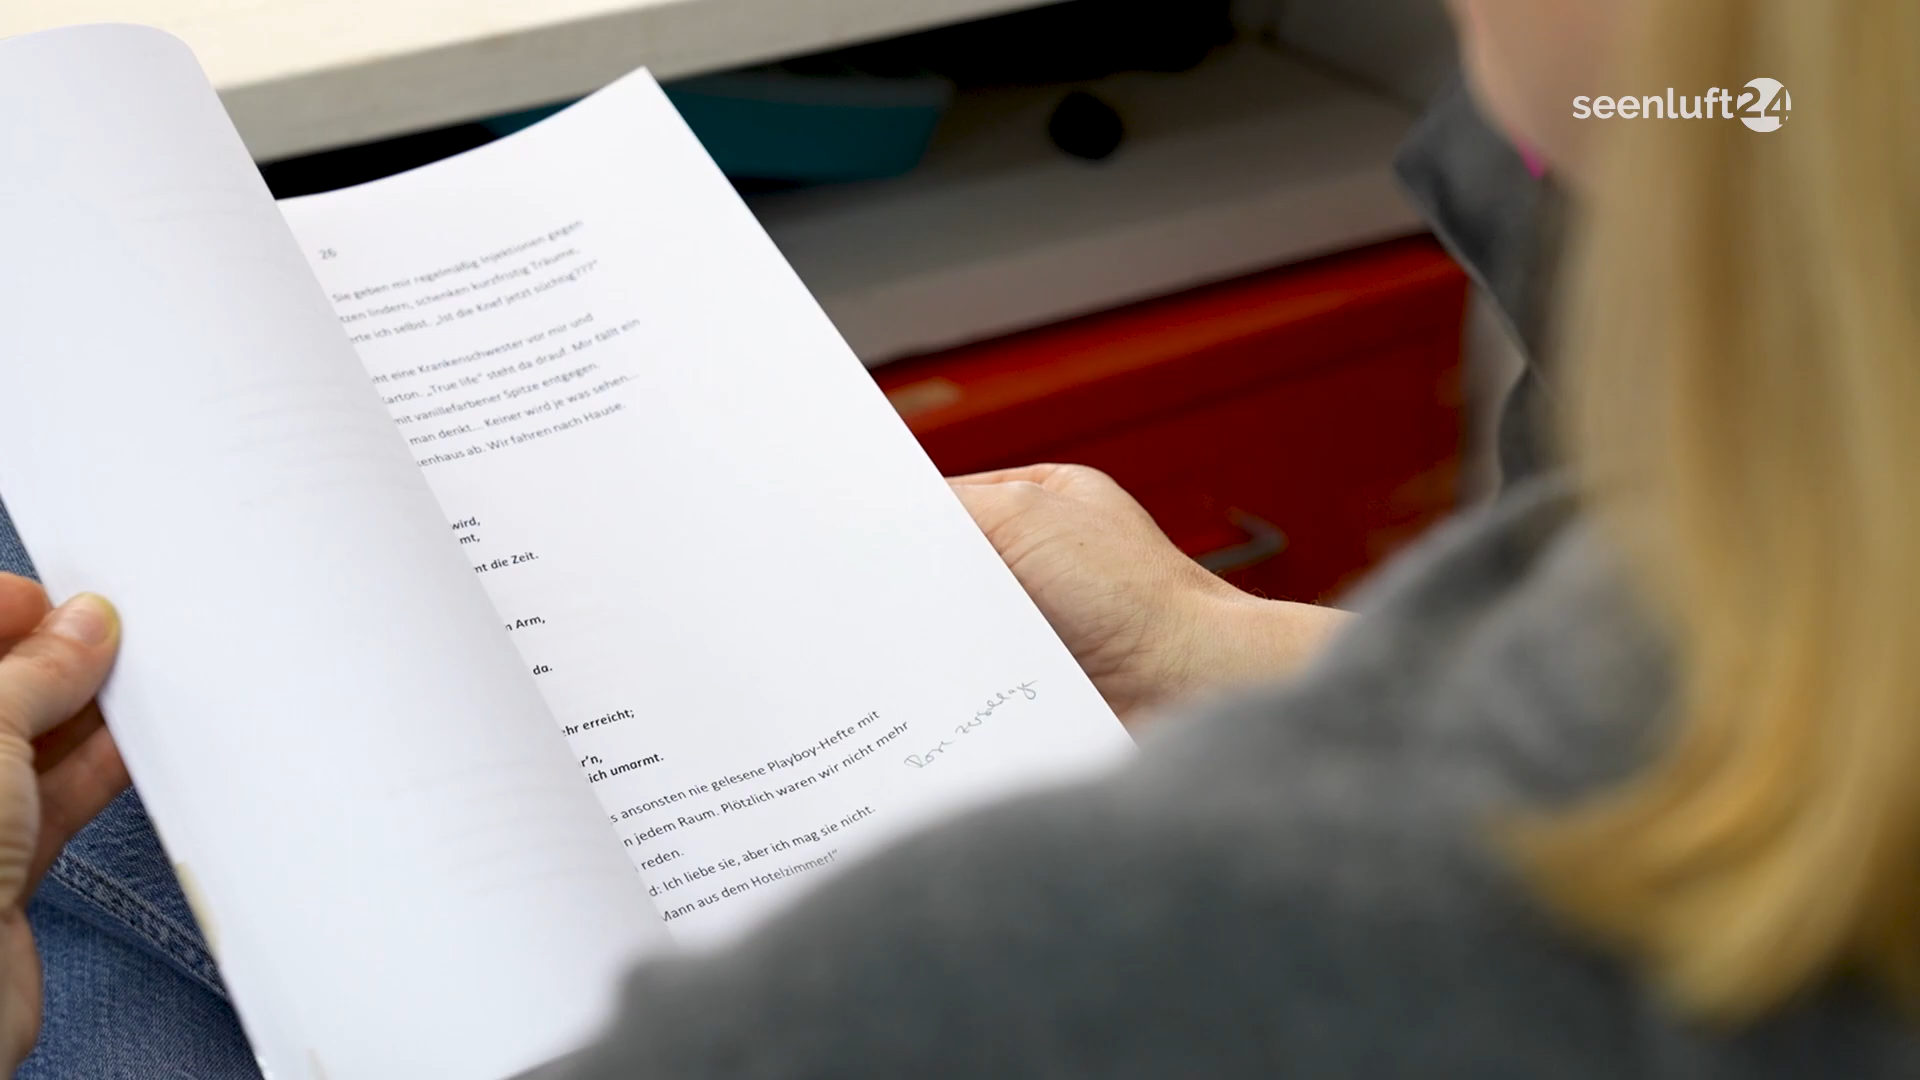 seenluft24
26
Sie geben mir regelmäßig Injektionen gegen
tzen lindern, schenken kurzfristig Träume.
erte ich selbst. „Ist die Knef jetzt süchtig???“
ht eine Krankenschwester vor mir und
Karton. „True life“ steht da drauf. Mir fällt ein
mit vanillefarbener Spitze entgegen.
man denkt... Keiner wird je was sehen...
kenhaus ab. Wir fahren nach Hause.
wird,
mt,
nt die Zeit.
n Arm,
da.
ehr erreicht;
r'n,
ich umarmt.
s ansonsten nie gelesene Playboy-Hefte mit
n jedem Raum. Plötzlich waren wir nicht mehr
reden.
d: Ich liebe sie, aber ich mag sie nicht.
Mann aus dem Hotelzimmer!“